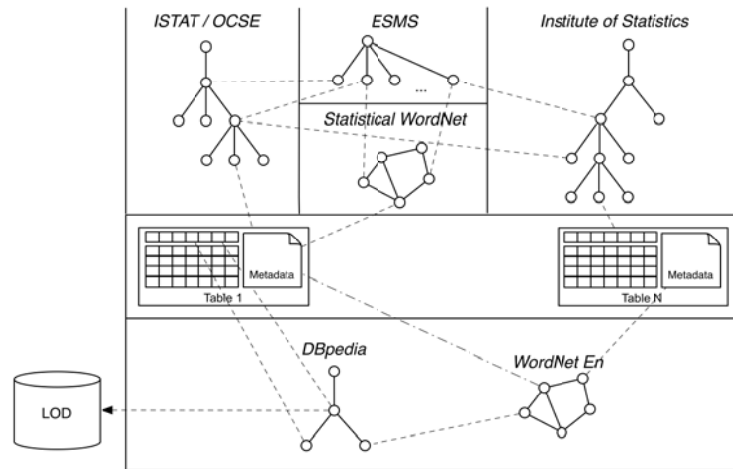 ISTAT / OCSE
ESMS
Institute of Statistics
...
Statistical WordNet
Metadata
Table 1
Metadata
Table N
DBpedia
WordNet En
LOD